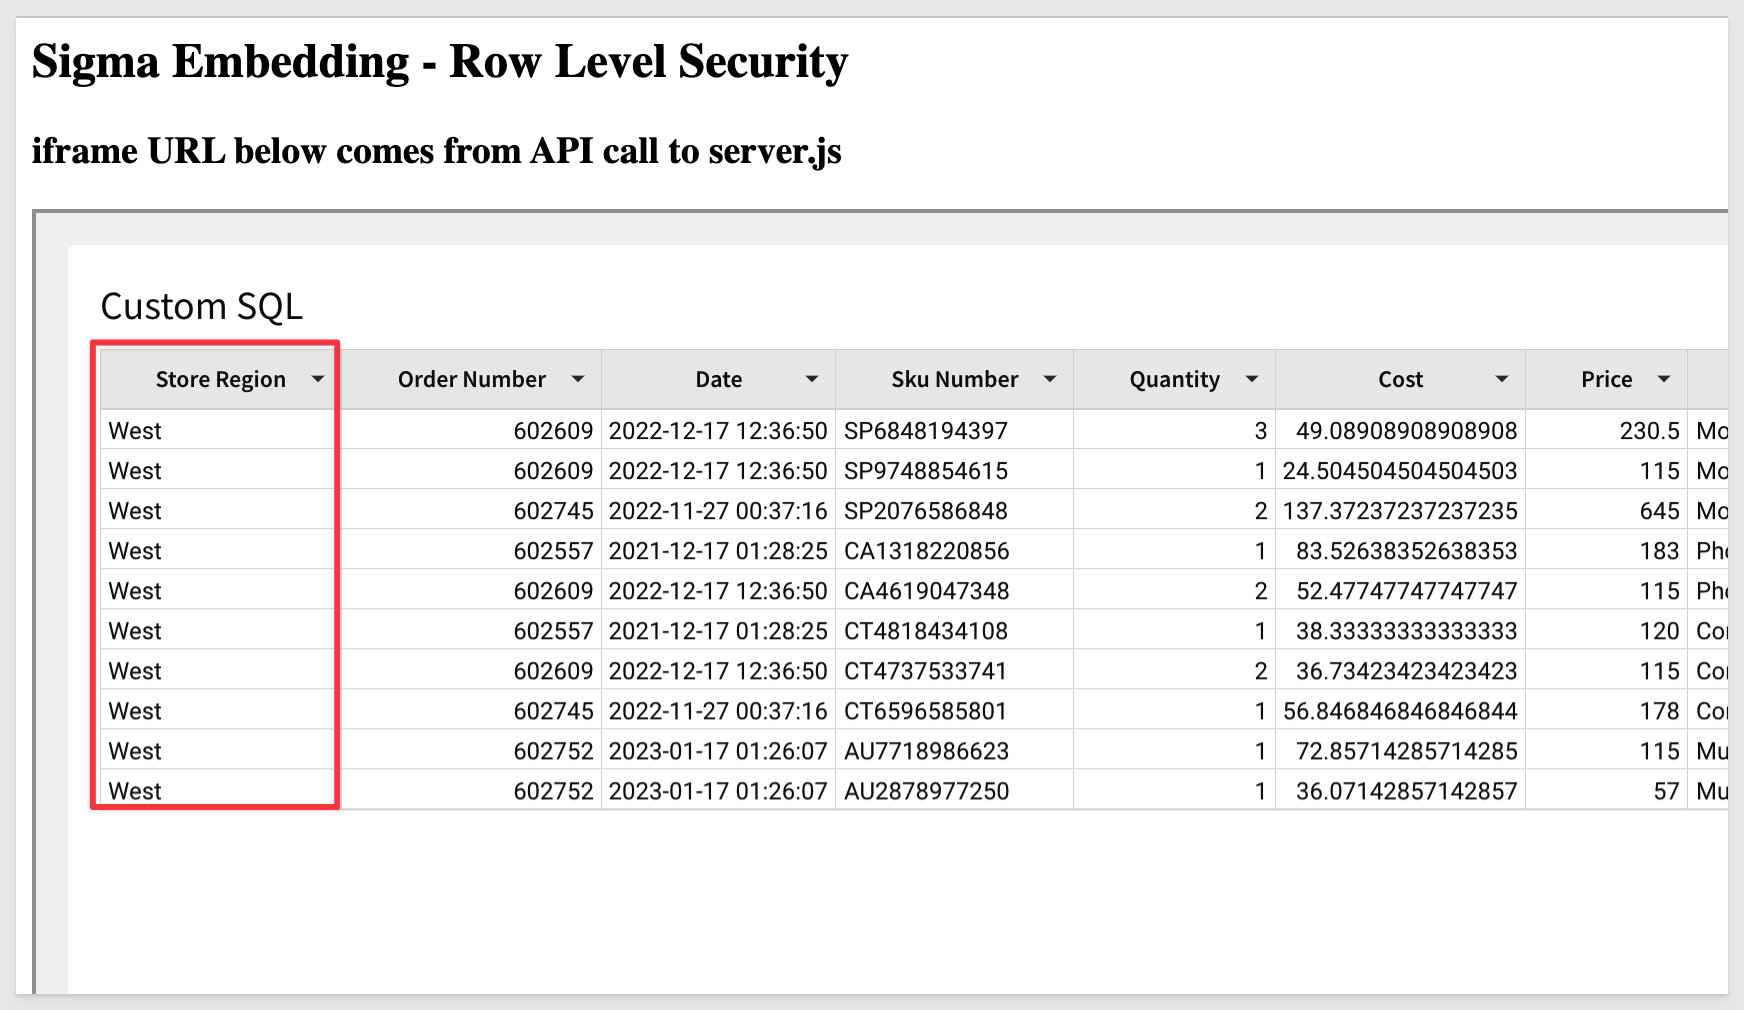 Sigma Embedding - Row Level Security
iframe URL below comes from API call to server.js
Custom SQL
Store Region Order Number Date Sku Number Quantity Cost Price
West 602609 2022-12-17 12:36:50 SP6848194397 3 49.08908908908908 230.5 Mo
West 602609 2022-12-17 12:36:50 SP9748854615 1 24.504504504504503 115 Mo
West 602745 2022-11-27 00:37:16 SP2076586848 2 137.37237237237235 645 Mo
West 602557 2021-12-17 01:28:25 CA1318220856 1 83.52638352638353 183 Pho
West 602609 2022-12-17 12:36:50 CA4619047348 2 52.47747747747747 115 Pho
West 602557 2021-12-17 01:28:25 CT4818434108 1 38.33333333333333 120 Cor
West 602609 2022-12-17 12:36:50 CT4737533741 2 36.73423423423423 115 Cor
West 602745 2022-11-27 00:37:16 CT6596585801 1 56.846846846846844 178 Cor
West 602752 2023-01-17 01:26:07 AU7718986623 1 72.85714285714285 115 Mu
West 602752 2023-01-17 01:26:07 AU2878977250 1 36.07142857142857 57 Mu